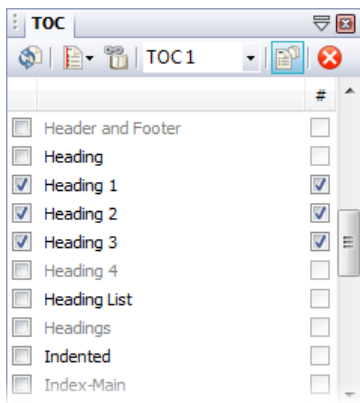 TOC
TOC 1
#
Header and Footer
Heading
Heading 1
Heading 2
Heading 3
Heading 4
Heading List
Headings
Indented
Index-Main